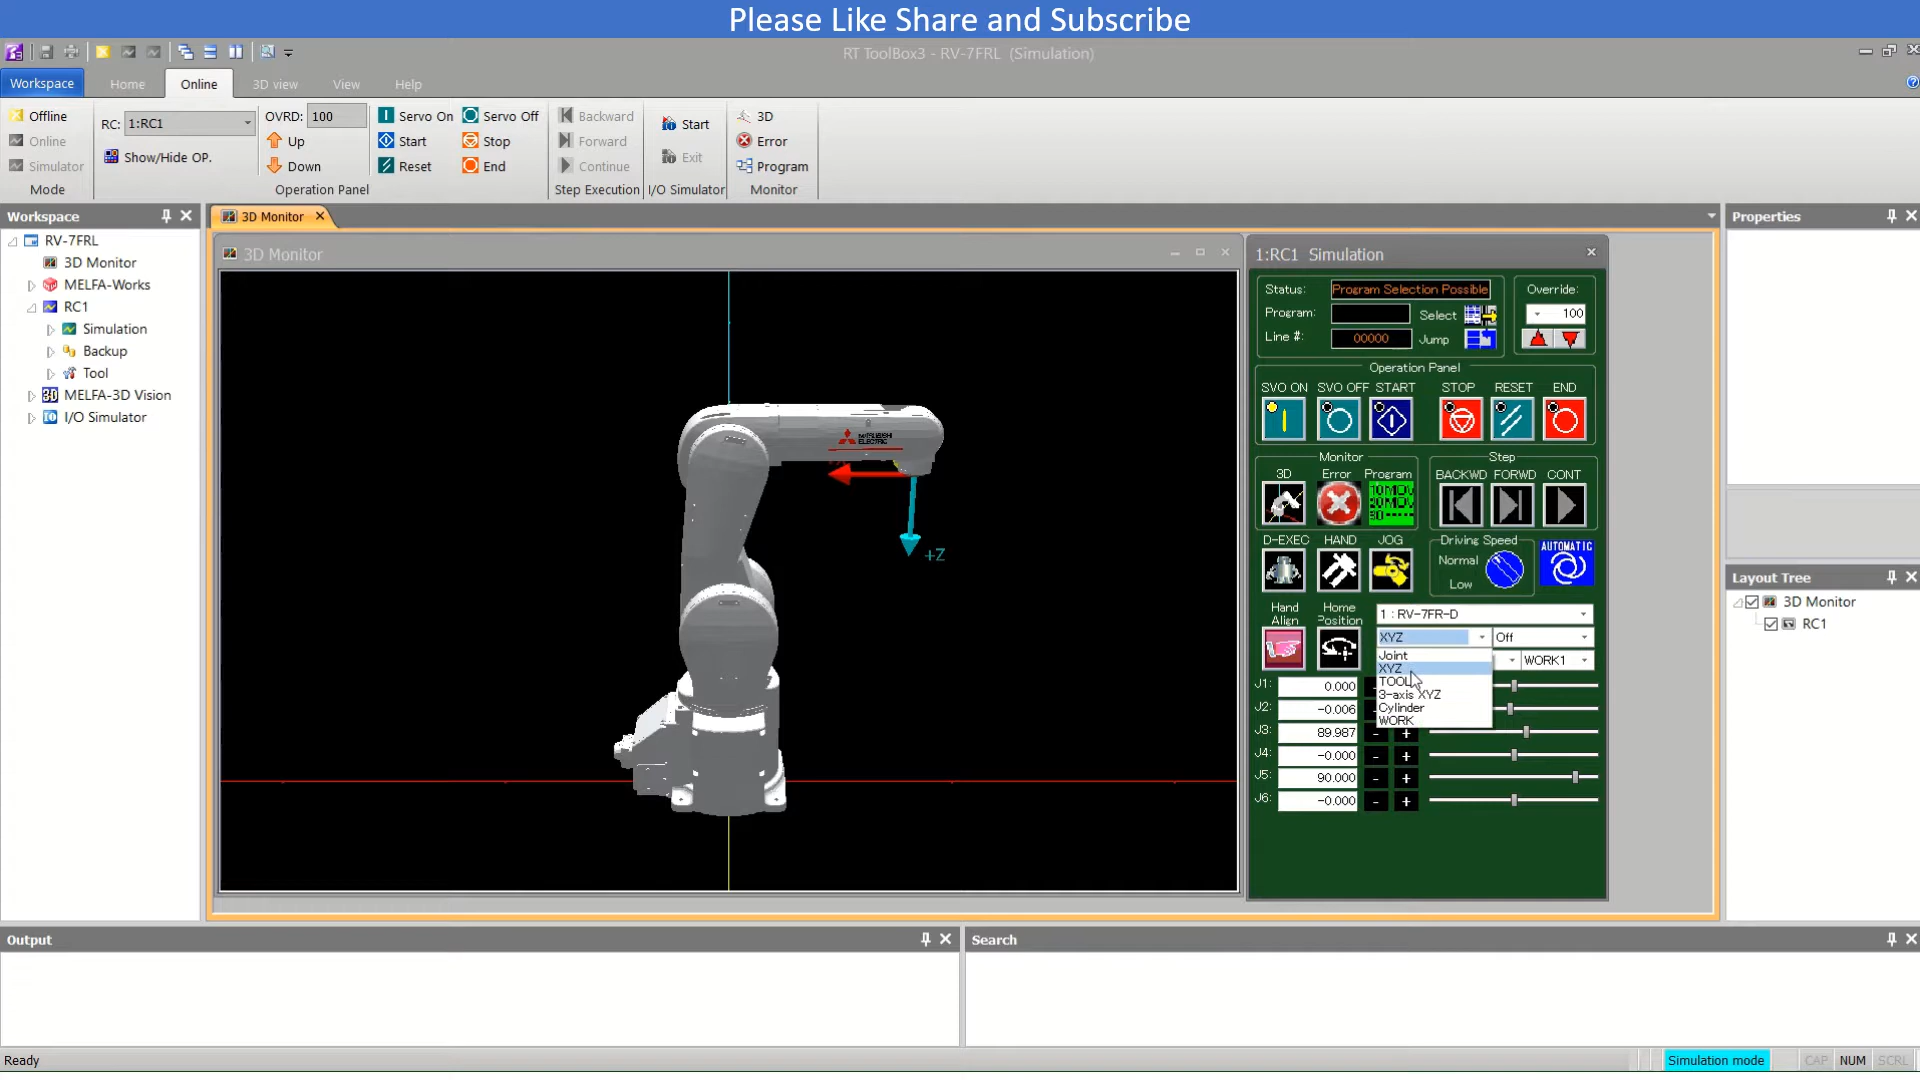 Please Like Share and Subscribe
RT ToolBox3 - RV-7FRL (Simulation)
Workspace Home Online 3D view View Help
Offline
Online
Simulator
Mode
RC: 1:RC1
Show/Hide OP.
OVRD: 100
Up
Down
Servo On Servo Off
Start Stop
Reset End
Operation Panel
Backward
Forward
Continue
Step Execution
Start
Exit
I/O Simulator
3D
Error
Program
Monitor
Workspace
RV-7FRL
3D Monitor
MELFA-Works
RC1
Simulation
Backup
Tool
MELFA-3D Vision
I/O Simulator
3D Monitor
3D Monitor
MITSUBISHI
ELECTRIC
+Z
1:RC1 Simulation
Status: Program Selection Possible
Program: Select
Line #: 00000 Jump
Override:
100
Operation Panel
SVO ON SVO OFF START STOP RESET END
Monitor
3D Error Program
Step
BACKWD FORWD CONT
D-EXEC HAND JOG
Driving Speed
Normal
Low
AUTOMATIC
Hand
Align
Home
Position
1 : RV-7FR-D
XYZ Off
WORK1
Joint
XYZ
TOOL
3-axis XYZ
Cylinder
WORK
J1: 0.000
J2: -0.006
J3: 89.987 - +
J4: -0.000 - +
J5: 90.000 - +
J6: -0.000 - +
Properties
Layout Tree
3D Monitor
RC1
Output
Search
Ready
Simulation mode CAP NUM SCRL